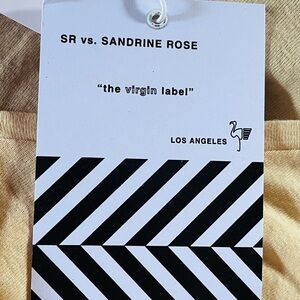 SR vs. SANDRINE ROSE
"the virgin label"
LOS ANGELES